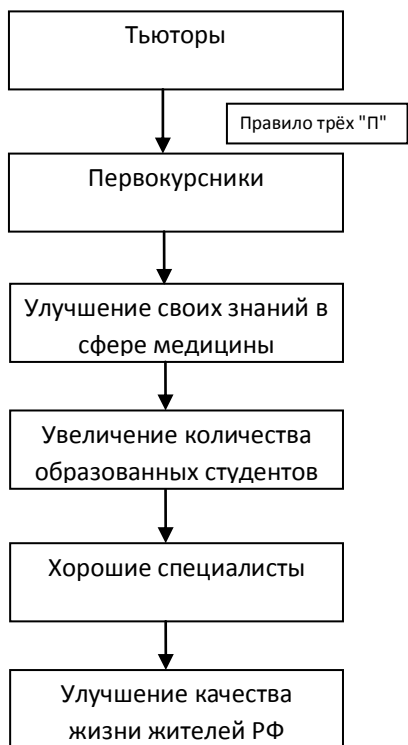 Тьюторы
Правило трёх "П"
Первокурсники
Улучшение своих знаний в
сфере медицины
Увеличение количества
образованных студентов
Хорошие специалисты
Улучшение качества
жизни жителей РФ